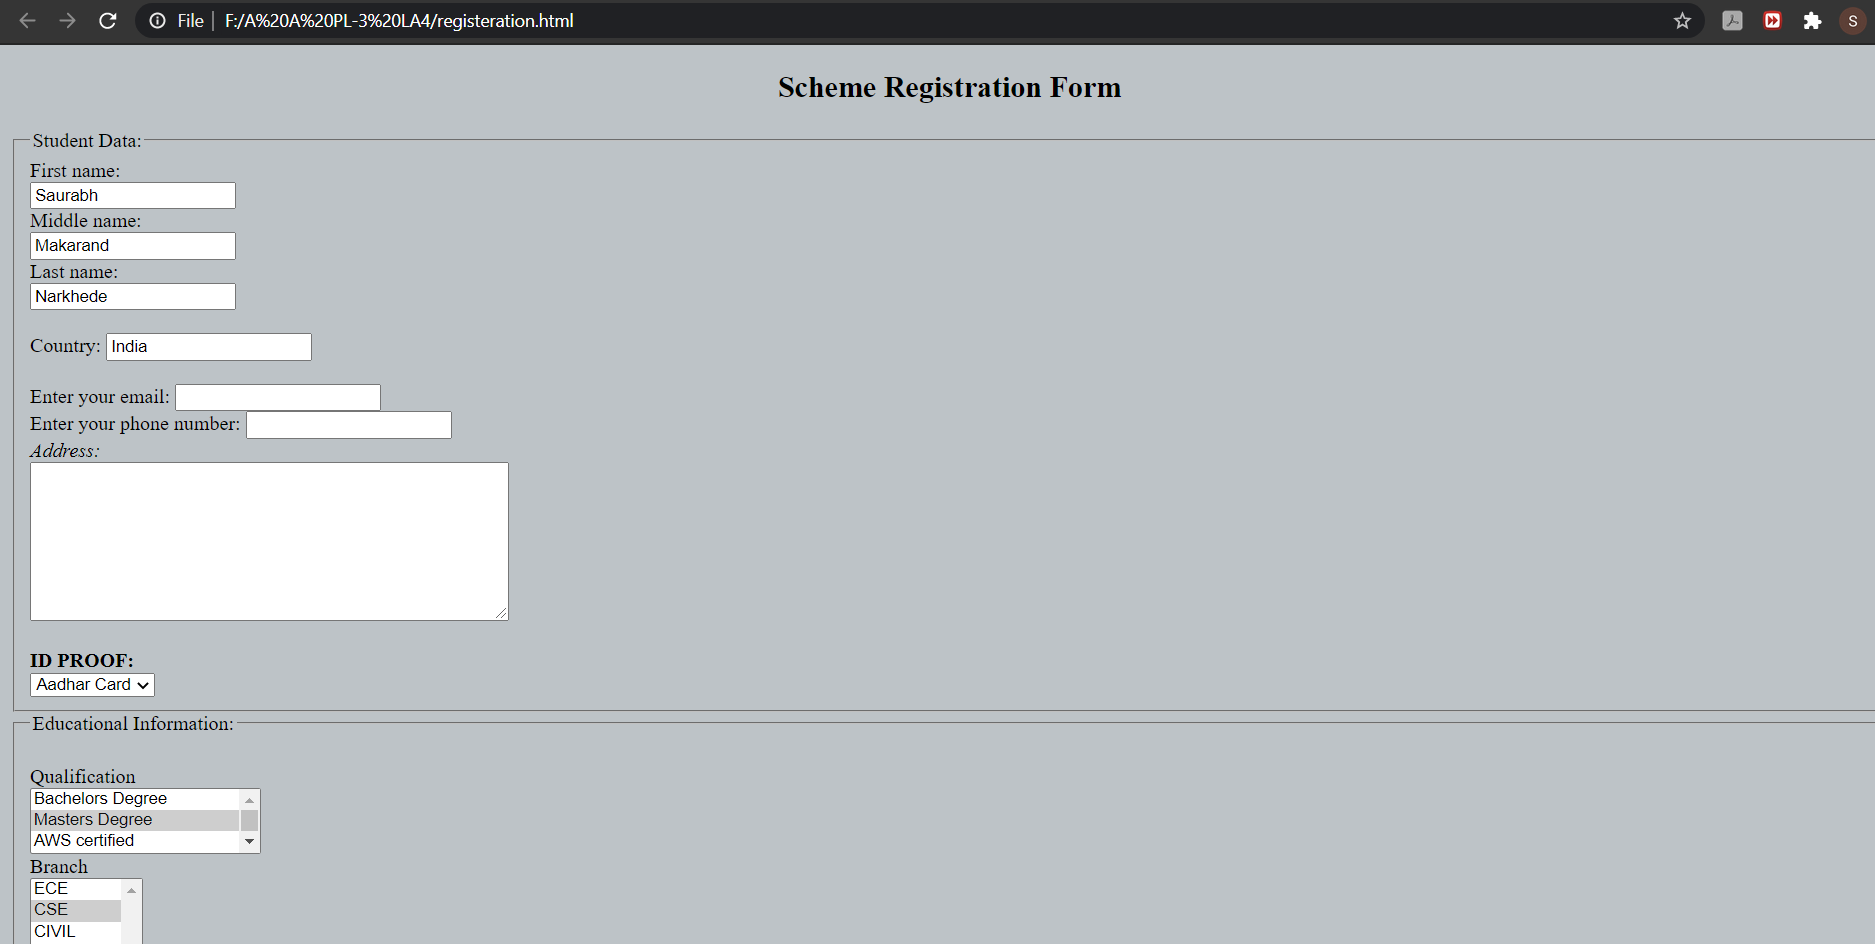 File F:/A%20A%20PL-3%20LA4/registeration.html S
Scheme Registration Form
Student Data:
First name:
Saurabh
Middle name:
Makarand
Last name:
Narkhede
Country: India
Enter your email:
Enter your phone number:
Address:
ID PROOF:
Aadhar Card
Educational Information:
Qualification
Bachelors Degree
Masters Degree
AWS certified
Branch
ECE
CSE
CIVIL